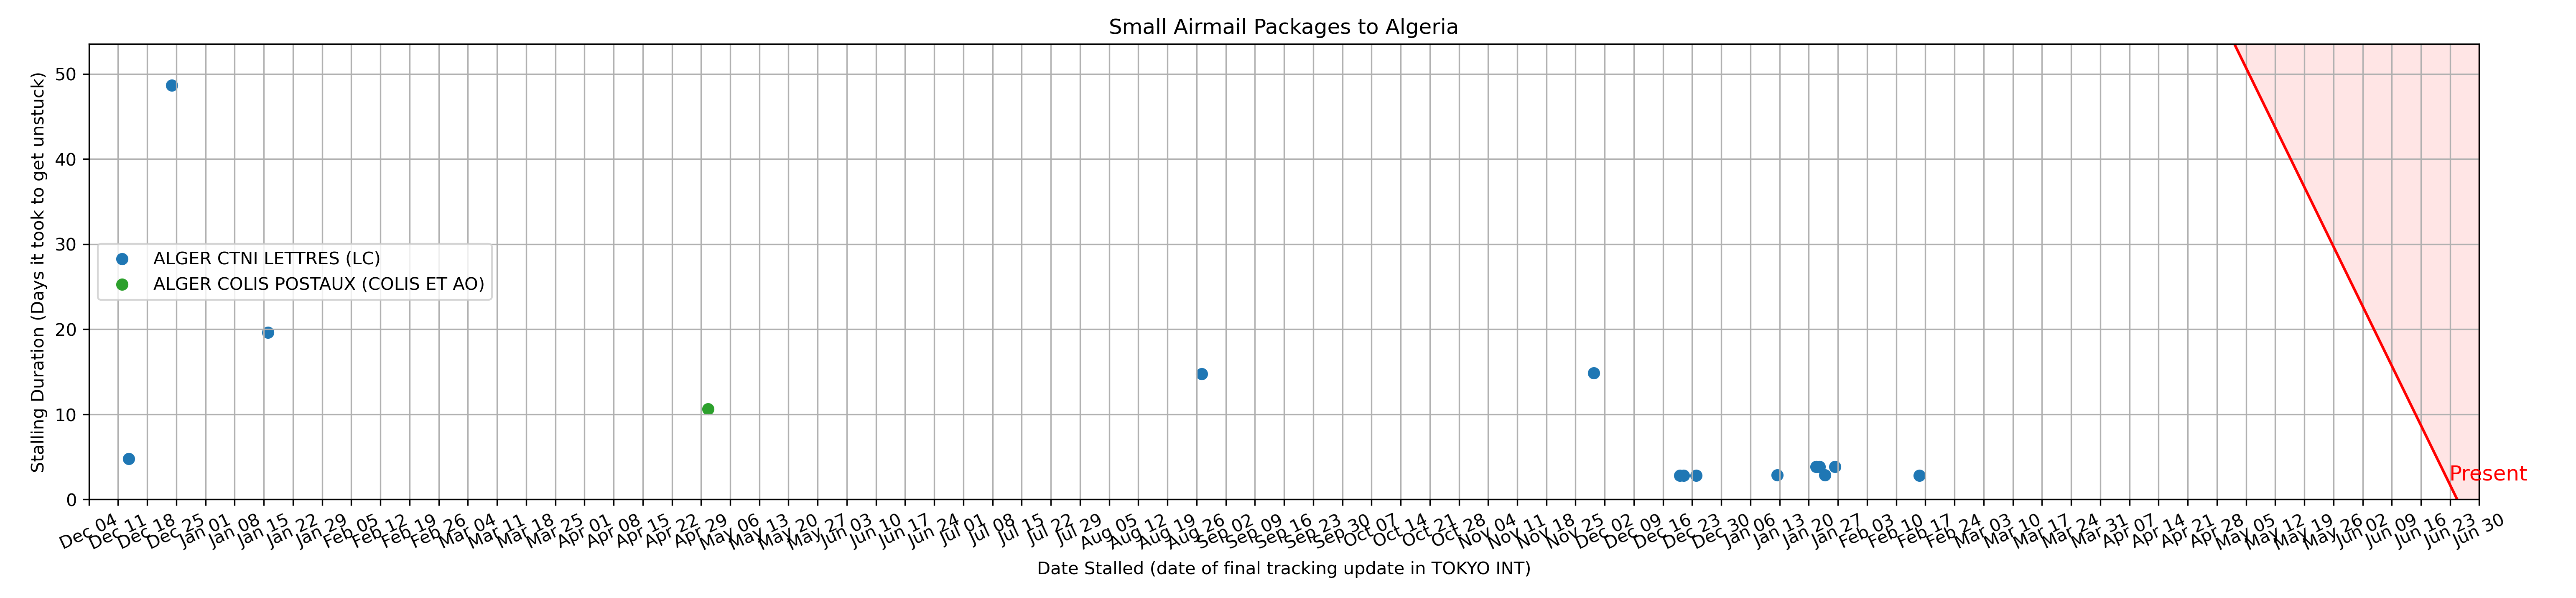 Small Airmail Packages to Algeria
Stalling Duration (Days it took to get unstuck)
50
40
30
20
10
0
ALGER CTNI LETTRES (LC)
ALGER COLIS POSTAUX (COLIS ET AO)
Present
Dec 04
Dec 11
Dec 18
Dec 25
Jan 01
Jan 08
Jan 15
Jan 22
Jan 29
Feb 05
Feb 12
Feb 19
Feb 26
Mar 04
Mar 11
Mar 18
Mar 25
Apr 01
Apr 08
Apr 15
Apr 22
Apr 29
May 06
May 13
May 20
May 27
Jun 03
Jun 10
Jun 17
Jun 24
Jul 01
Jul 08
Jul 15
Jul 22
Jul 29
Aug 05
Aug 12
Aug 19
Aug 26
Sep 02
Sep 09
Sep 16
Sep 23
Sep 30
Oct 07
Oct 14
Oct 21
Oct 28
Nov 04
Nov 11
Nov 18
Nov 25
Dec 02
Dec 09
Dec 16
Dec 23
Dec 30
Jan 06
Jan 13
Jan 20
Jan 27
Feb 03
Feb 10
Feb 17
Feb 24
Mar 03
Mar 10
Mar 17
Mar 24
Mar 31
Apr 07
Apr 14
Apr 21
Apr 28
May 05
May 12
May 19
May 26
Jun 02
Jun 09
Jun 16
Jun 23
Jun 30
Date Stalled (date of final tracking update in TOKYO INT)